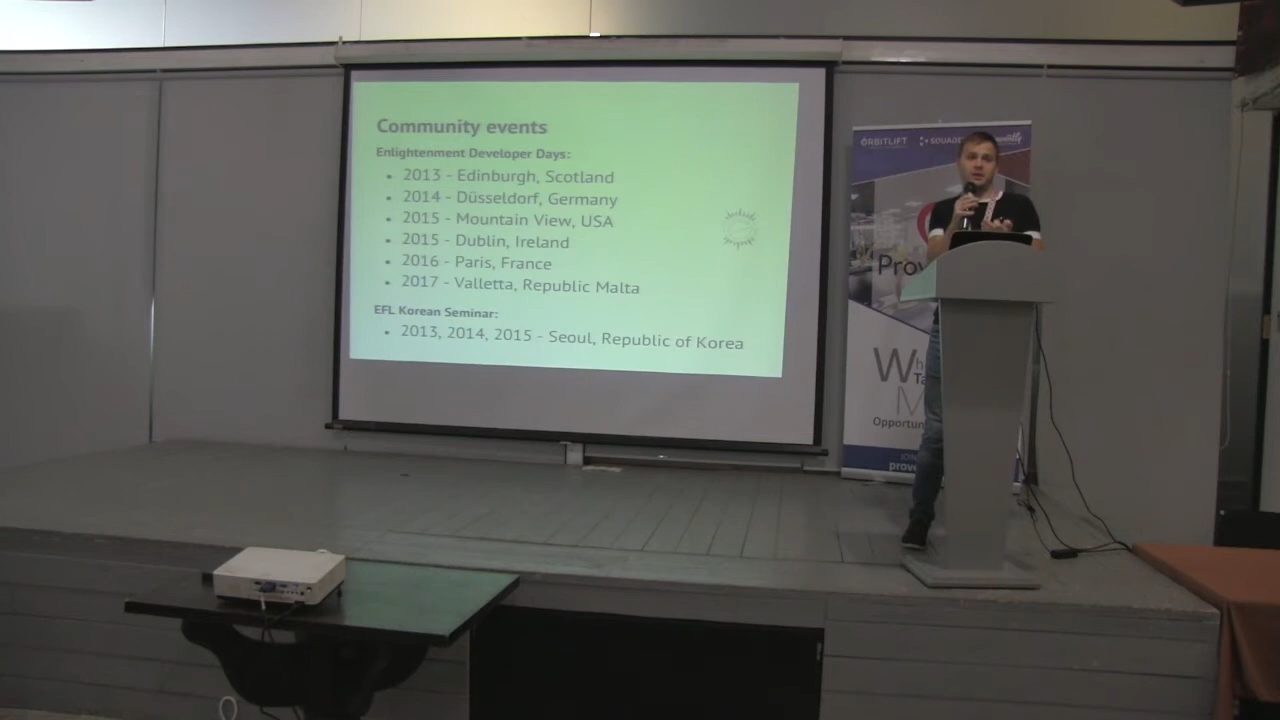 Community events
Enlightenment Developer Days:
• 2013 - Edinburgh, Scotland
• 2014 - Düsseldorf, Germany
• 2015 - Mountain View, USA
• 2015 - Dublin, Ireland
• 2016 - Paris, France
• 2017 - Valletta, Republic Malta
EFL Korean Seminar:
• 2013, 2014, 2015 - Seoul, Republic of Korea
ORBITLIFT